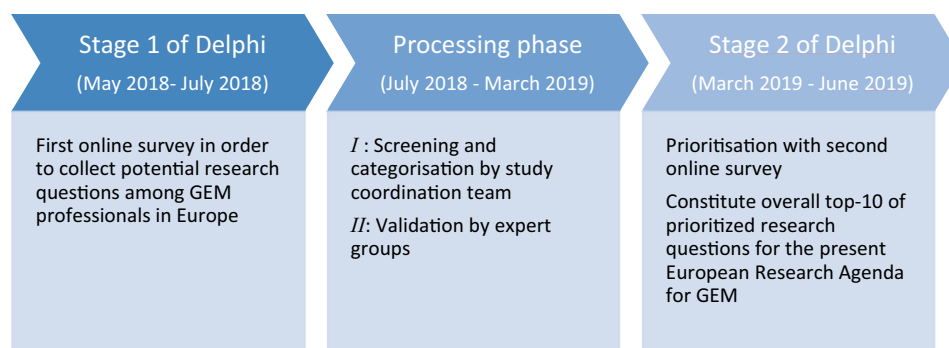 Stage 1 of Delphi
(May 2018- July 2018)
First online survey in order
to collect potential research
questions among GEM
professionals in Europe
Processing phase
(July 2018 - March 2019)
I : Screening and
categorisation by study
coordination team
II: Validation by expert
groups
Stage 2 of Delphi
(March 2019 - June 2019)
Prioritisation with second
online survey
Constitute overall top-10 of
prioritized research
questions for the present
European Research Agenda
for GEM